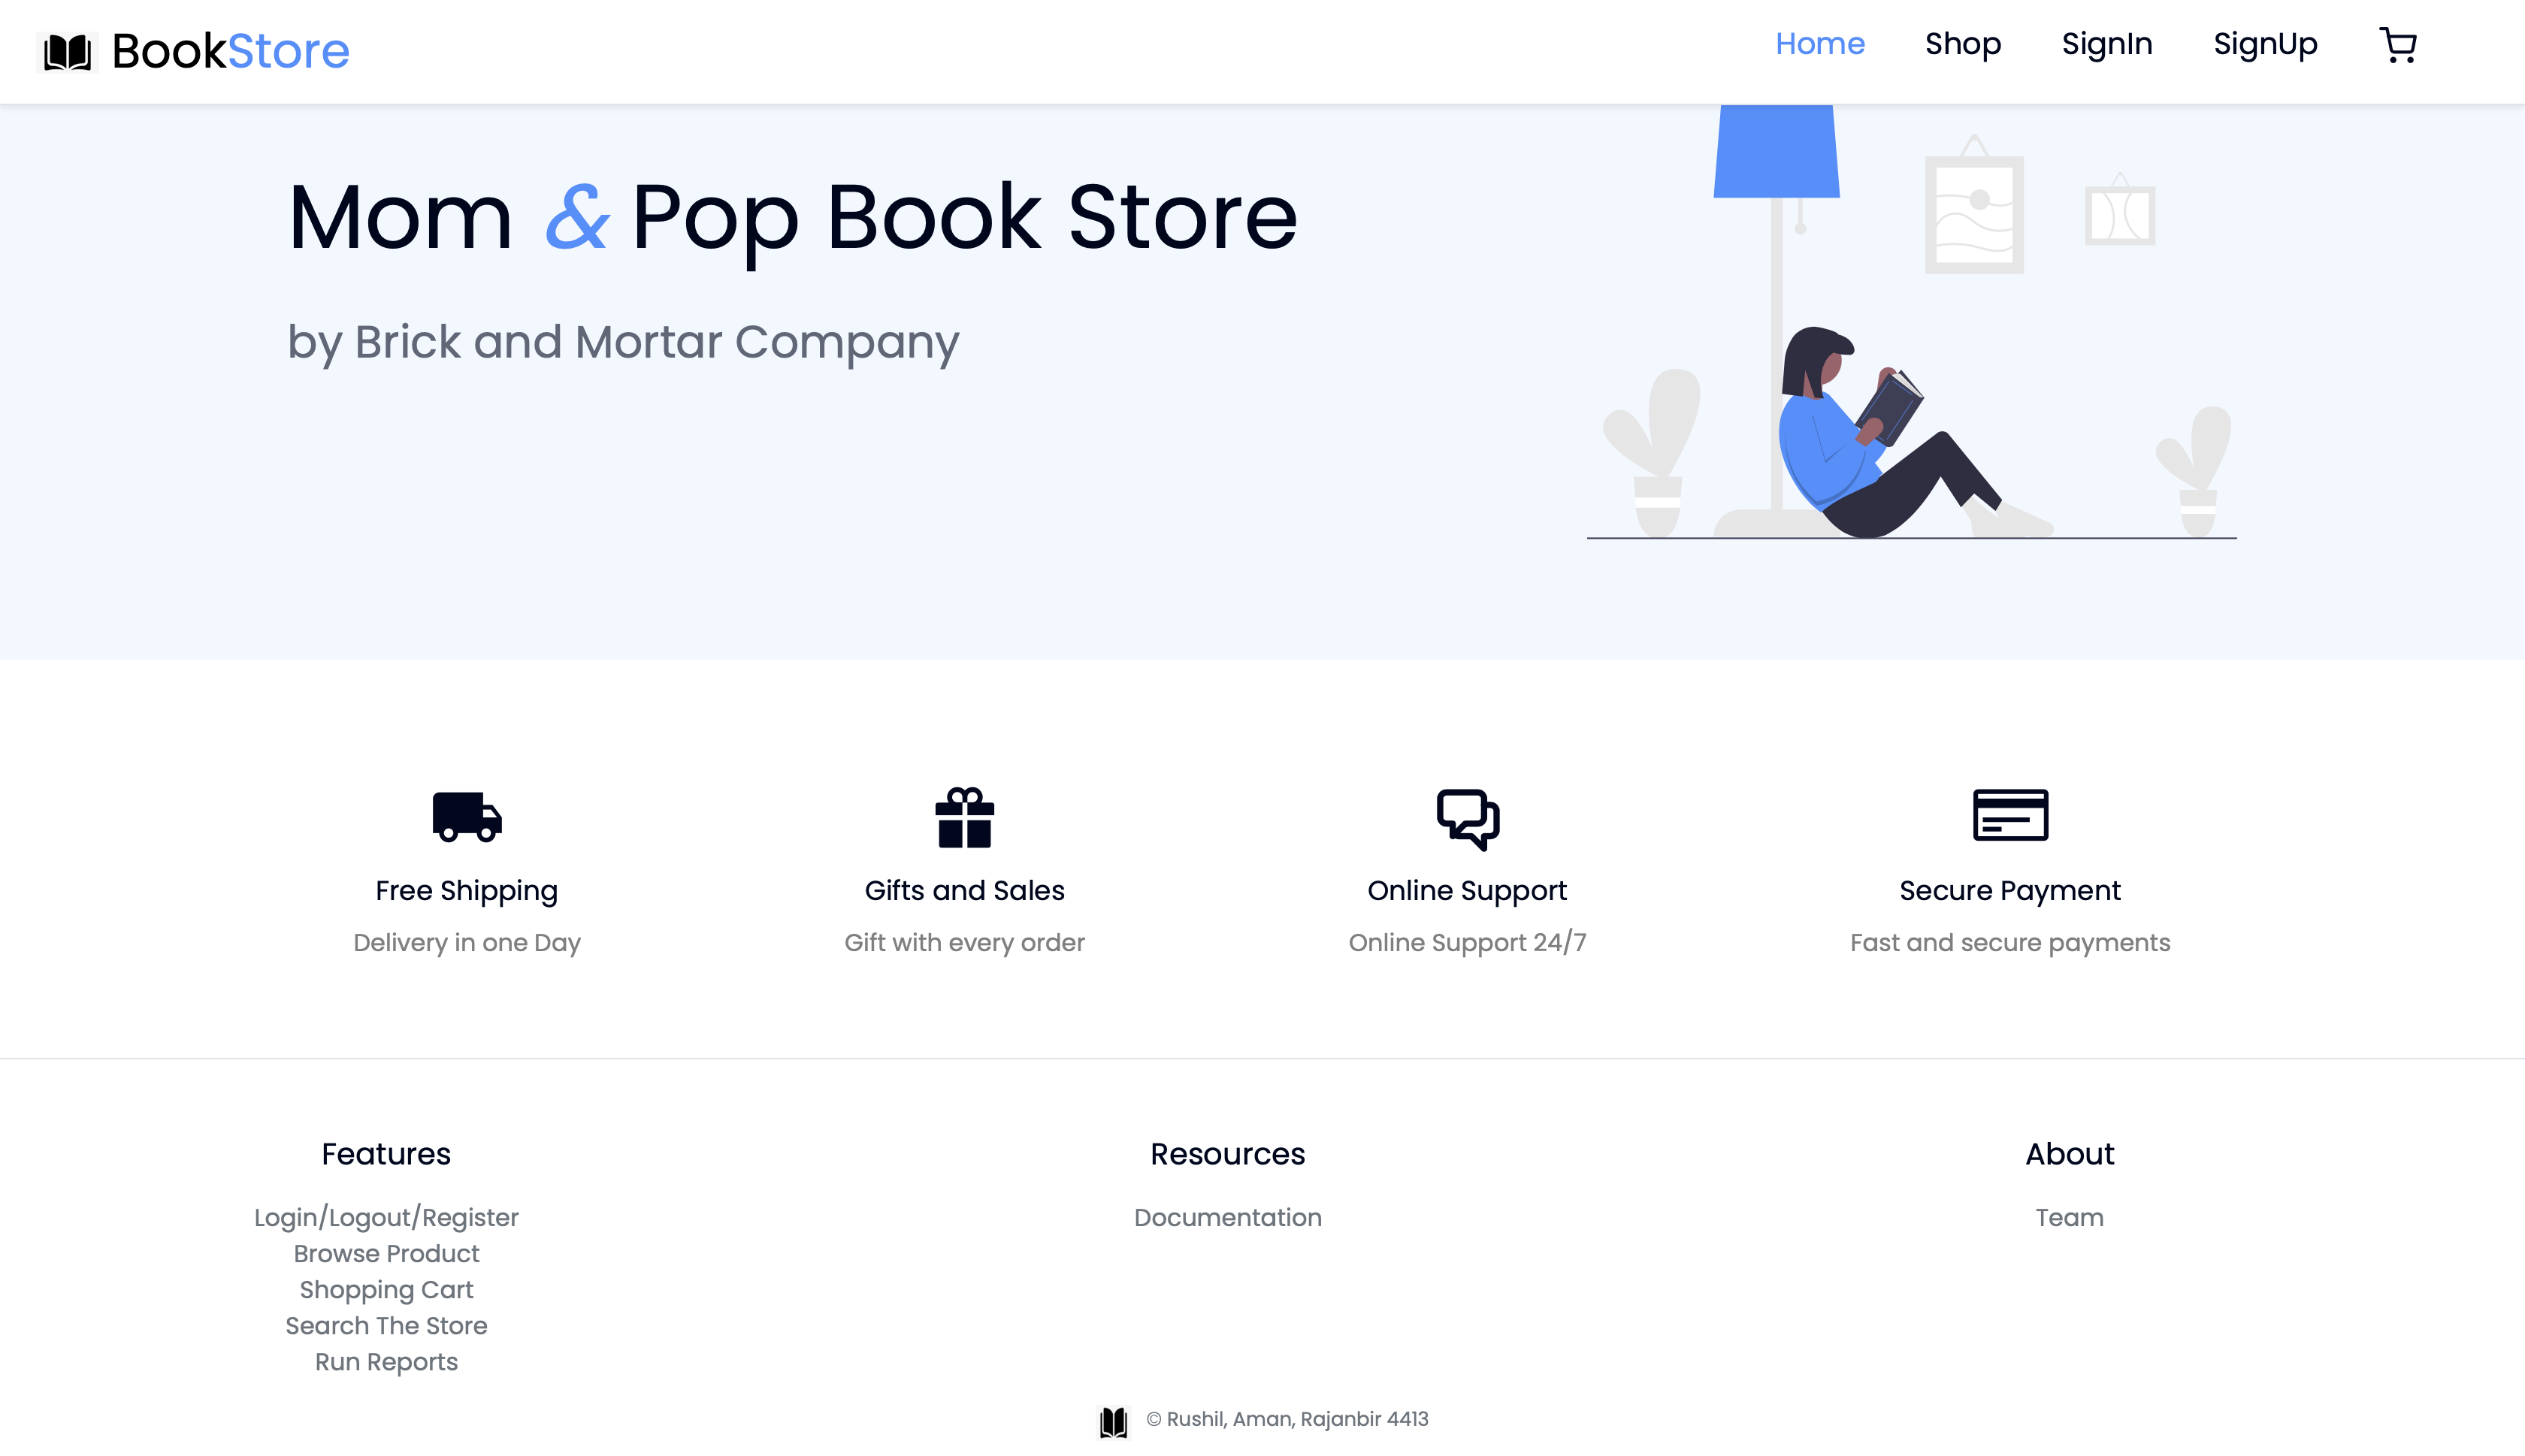 BookStore
Home Shop SignIn SignUp
Mom & Pop Book Store
by Brick and Mortar Company
Free Shipping
Delivery in one Day
Gifts and Sales
Gift with every order
Online Support
Online Support 24/7
Secure Payment
Fast and secure payments
Features
Login/Logout/Register
Browse Product
Shopping Cart
Search The Store
Run Reports
Resources
Documentation
About
Team
© Rushil, Aman, Rajanbir 4413